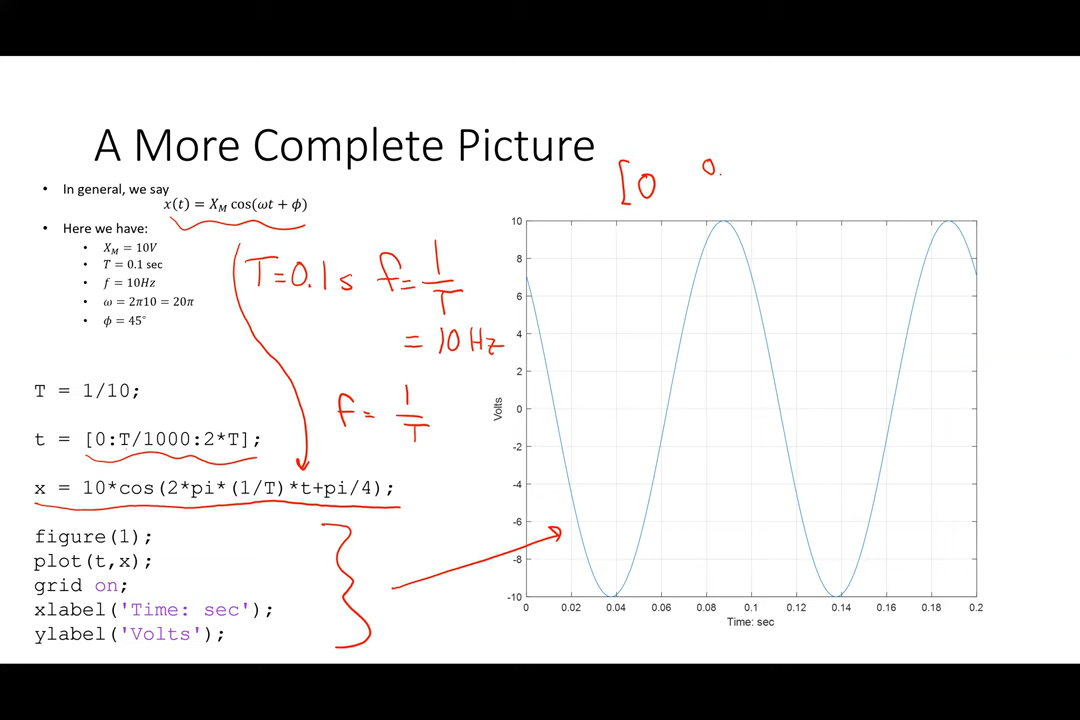 A More Complete Picture
[0 0.
• In general, we say
x(t) = X_M cos(ωt + ϕ)
• Here we have:
• X_M = 10V
• T = 0.1 sec
• f = 10Hz
• ω = 2π10 = 20π
• ϕ = 45°
T=0.1s f= 1/T
= 10 Hz
f= 1/T
T = 1/10;
t = [0:T/1000:2*T];
x = 10*cos(2*pi*(1/T)*t+pi/4);
figure(1);
plot(t,x);
grid on;
xlabel('Time: sec');
ylabel('Volts');
10
8
6
4
2
0
-2
-4
-6
-8
-10
Volts
0 0.02 0.04 0.06 0.08 0.1 0.12 0.14 0.16 0.18 0.2
Time: sec